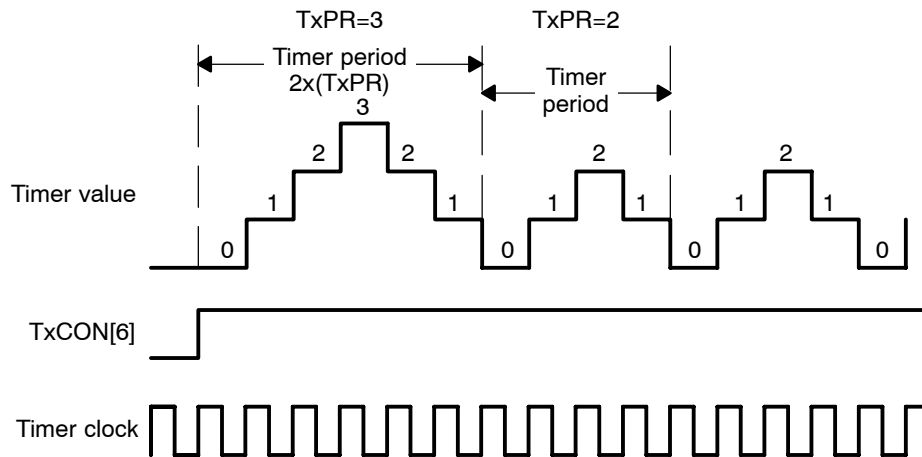 TxPR=3 TxPR=2
Timer period
2x(TxPR)
Timer
period
3
2 2 2 2
Timer value
1 1 1 1 1 1
0 0 0 0
TxCON[6]
Timer clock